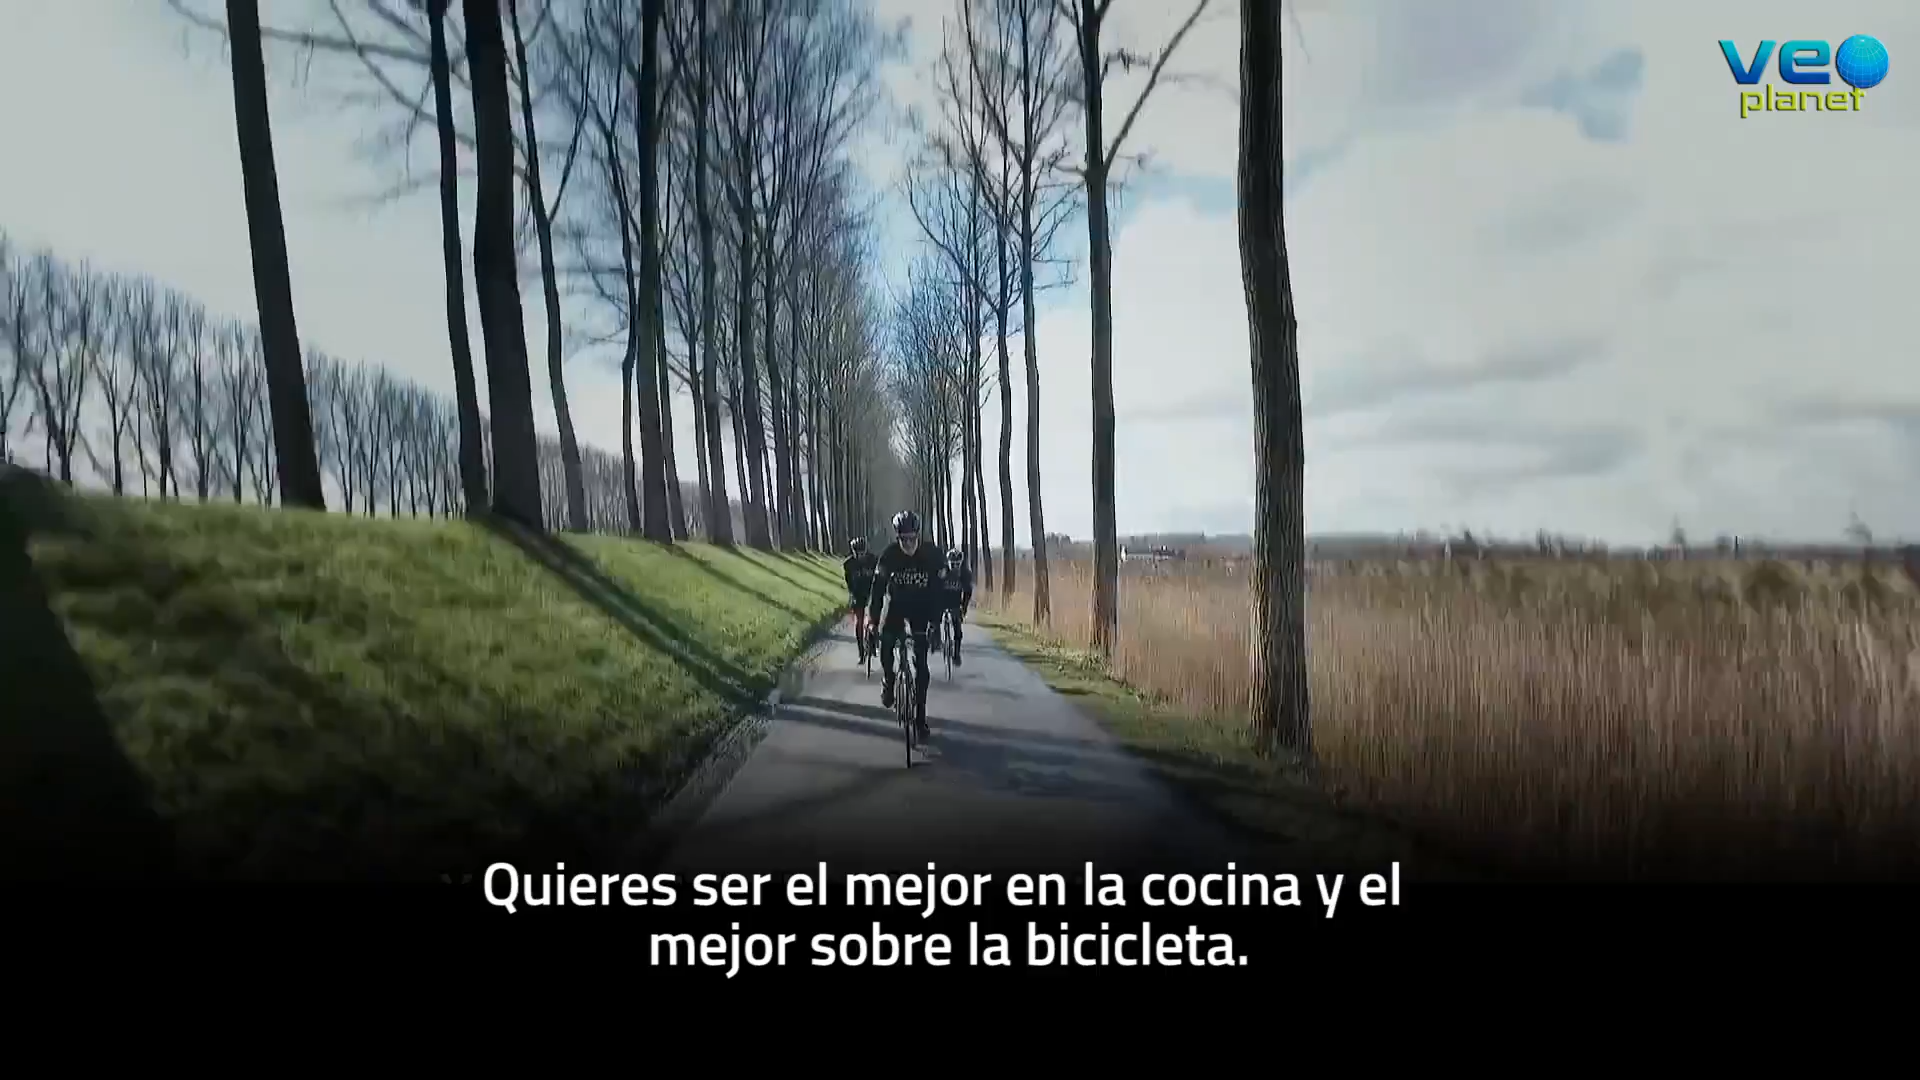 veo
planet
Quieres ser el mejor en la cocina y el
mejor sobre la bicicleta.